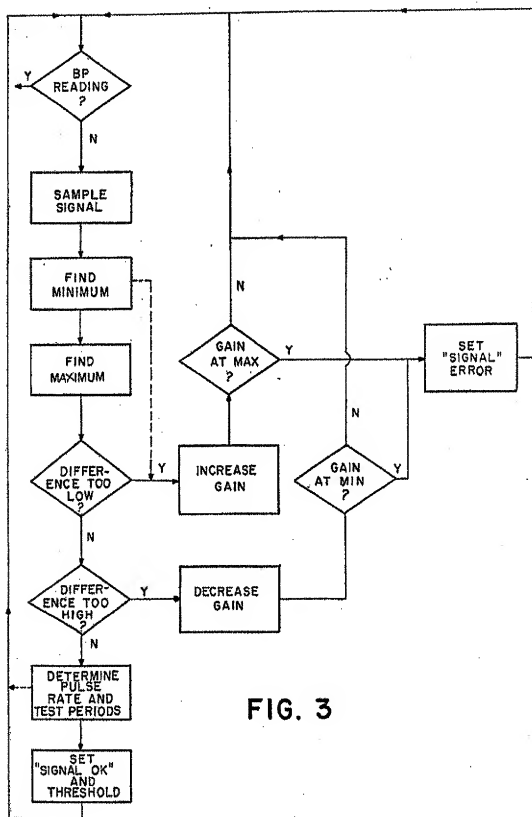 BP
READING
?
Y
N
SAMPLE
SIGNAL
FIND
MINIMUM
FIND
MAXIMUM
DIFFER-
ENCE TOO
LOW
?
Y
N
INCREASE
GAIN
GAIN
AT MAX
?
N
Y
SET
"SIGNAL"
ERROR
GAIN
AT MIN
?
N
Y
DIFFER-
ENCE TOO
HIGH
?
Y
N
DECREASE
GAIN
DETERMINE
PULSE
RATE AND
TEST PERIODS
SET
"SIGNAL OK"
AND
THRESHOLD
FIG. 3